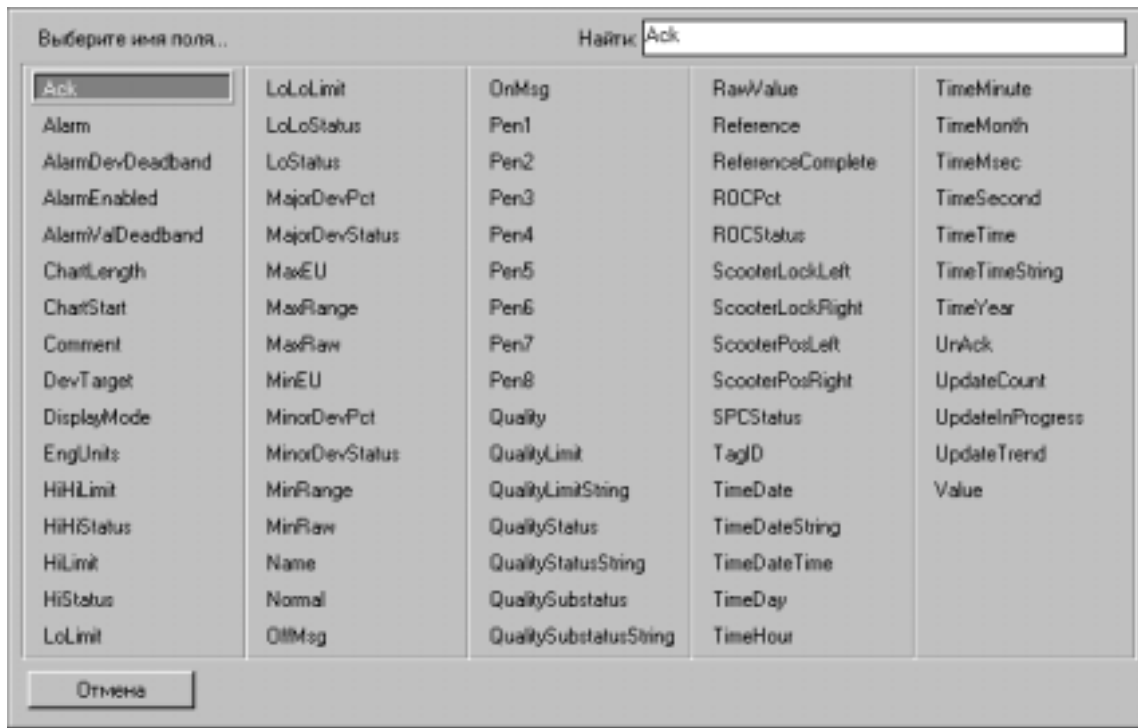 Выберите имя поля...
Найти: Ack
Ack
Alarm
AlarmDevDeadband
AlarmEnabled
AlarmValDeadband
ChartLength
ChartStart
Comment
DevTarget
DisplayMode
EngUnits
HiHiLimit
HiHiStatus
HiLimit
HiStatus
LoLimit
LoLoLimit
LoLoStatus
LoStatus
MajorDevPct
MajorDevStatus
MaxEU
MaxRange
MaxRaw
MinEU
MinorDevPct
MinorDevStatus
MinRange
MinRaw
Name
Normal
OffMsg
OnMsg
Pen1
Pen2
Pen3
Pen4
Pen5
Pen6
Pen7
Pen8
Quality
QualityLimit
QualityLimitString
QualityStatus
QualityStatusString
QualitySubstatus
QualitySubstatusString
RawValue
Reference
ReferenceComplete
ROCPct
ROCStatus
ScooterLockLeft
ScooterLockRight
ScooterPosLeft
ScooterPosRight
SPCStatus
TagID
TimeDate
TimeDateString
TimeDateTime
TimeDay
TimeHour
TimeMinute
TimeMonth
TimeMsec
TimeSecond
TimeTime
TimeTimeString
TimeYear
UnAck
UpdateCount
UpdateInProgress
UpdateTrend
Value
Отмена